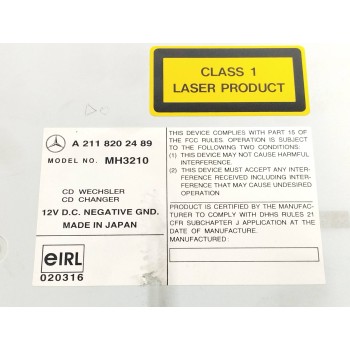 CLASS 1
LASER PRODUCT
A 211 820 24 89
MODEL NO. MH3210
CD WECHSLER
CD CHANGER
12V D.C. NEGATIVE GND.
MADE IN JAPAN
eIRL
020316
THIS DEVICE COMPLIES WITH PART 15 OF
THE FCC RULES. OPERATION IS SUBJECT
TO THE FOLLOWING TWO CONDITIONS:
(1) THIS DEVICE MAY NOT CAUSE HARMFUL
INTERFERENCE.
(2) THIS DEVICE MUST ACCEPT ANY INTER-
FERENCE RECEIVED INCLUDING INTER-
FERENCE THAT MAY CAUSE UNDESIRED
OPERATION
PRODUCT IS CERTIFIED BY THE MANUFAC-
TURER TO COMPLY WITH DHHS RULES 21
CFR SUBCHAPTER J APPLICATION AT THE
DATE OF MANUFACTURE.
MANUFACTURED: